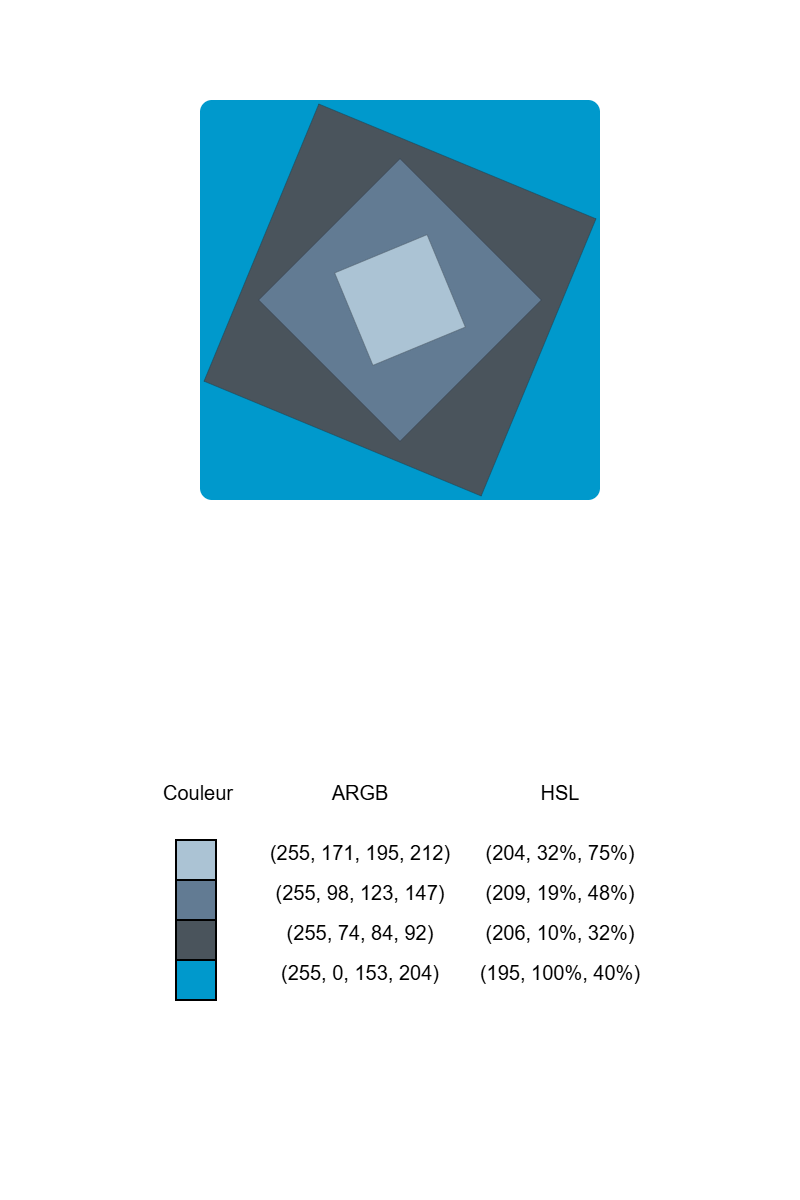 Couleur ARGB HSL
(255, 171, 195, 212) (204, 32%, 75%)
(255, 98, 123, 147) (209, 19%, 48%)
(255, 74, 84, 92) (206, 10%, 32%)
(255, 0, 153, 204) (195, 100%, 40%)